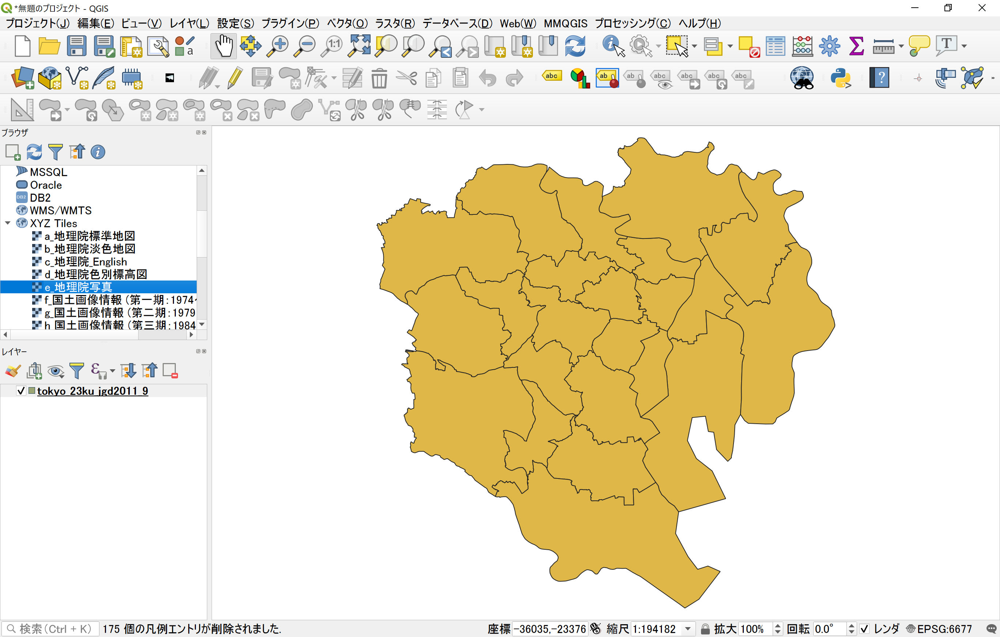 *無題のプロジェクト - QGIS
プロジェクト(J) 編集(E) ビュー(V) レイヤ(L) 設定(S) プラグイン(P) ベクタ(O) ラスタ(R) データベース(D) Web(W) MMQGIS プロセッシング(C) ヘルプ(H)
1:1
a
T
abc ab ab abc abc abc abc
?
»
ブラウザ
MSSQL
Oracle
DB2 DB2
WMS/WMTS
XYZ Tiles
a_地理院標準地図
b_地理院淡色地図
c_地理院_English
d_地理院色別標高図
e_地理院写真
f_国土画像情報（第一期：1974~
g_国土画像情報（第二期：1979
h_国土画像情報（第三期：1984
レイヤー
tokyo_23ku_jgd2011_9
検索(Ctrl + K) 175 個の凡例エントリが削除されました. 座標 -36035,-23376 縮尺 1:194182 拡大 100% 回転 0.0° レンダ EPSG:6677